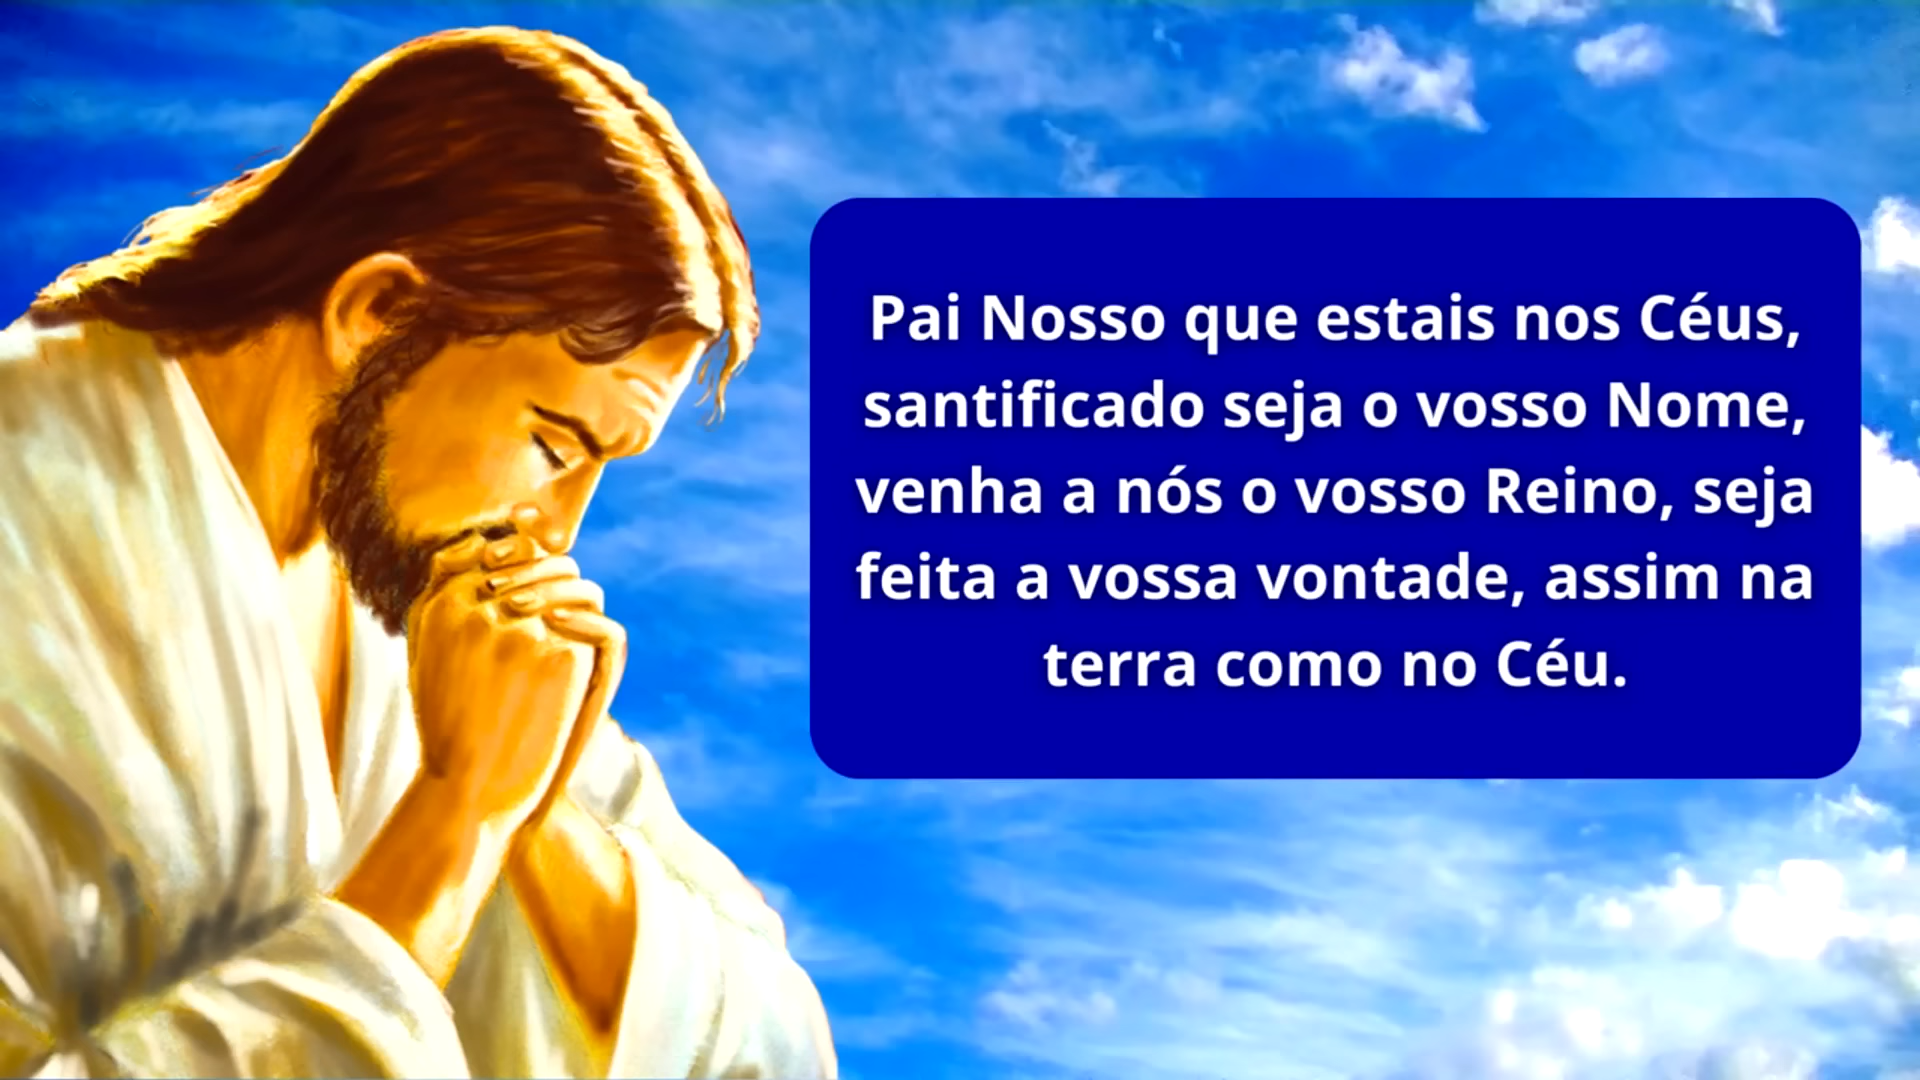 Pai Nosso que estais nos Céus,
santificado seja o vosso Nome,
venha a nós o vosso Reino, seja
feita a vossa vontade, assim na
terra como no Céu.